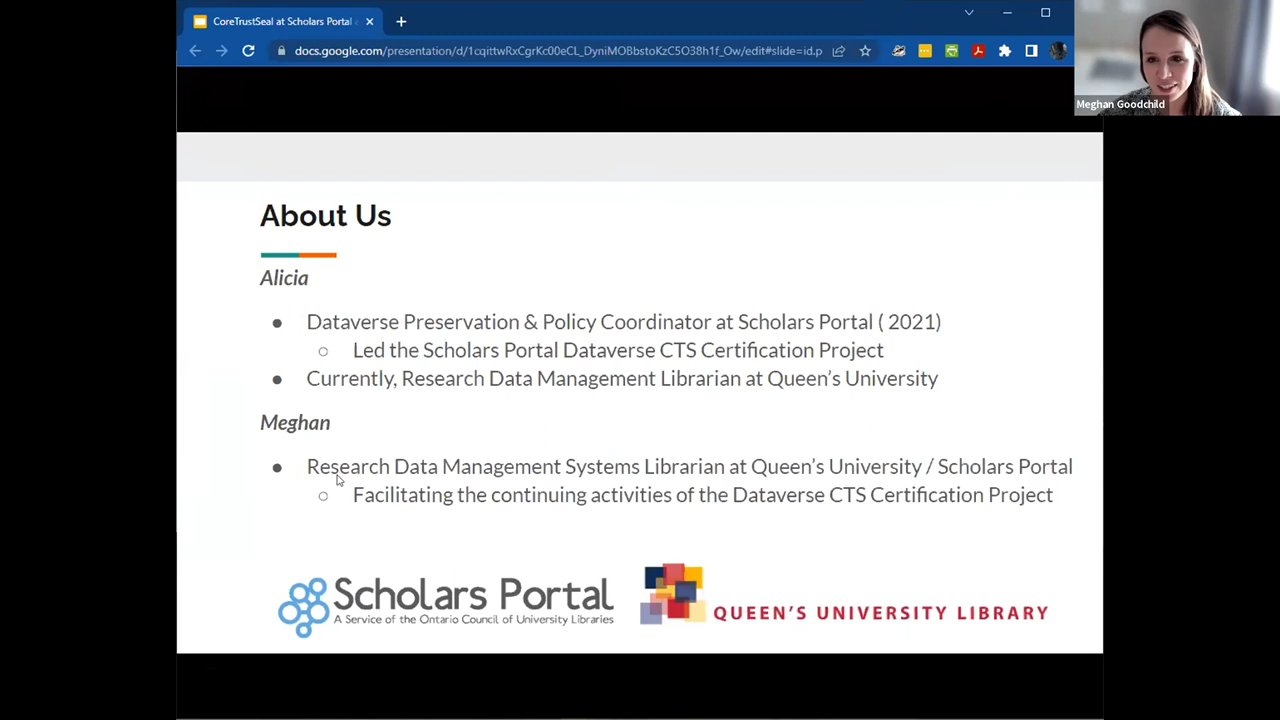 CoreTrustSeal at Scholars Portal
docs.google.com/presentation/d/1cqittwRxCgrKc00eCL_DyniMOBbstoKzC5O38h1f_Ow/edit#slide=id.p
Meghan Goodchild
About Us
Alicia
● Dataverse Preservation & Policy Coordinator at Scholars Portal ( 2021)
○ Led the Scholars Portal Dataverse CTS Certification Project
● Currently, Research Data Management Librarian at Queen’s University
Meghan
● Research Data Management Systems Librarian at Queen’s University / Scholars Portal
○ Facilitating the continuing activities of the Dataverse CTS Certification Project
Scholars Portal
A Service of the Ontario Council of University Libraries
QUEEN'S UNIVERSITY LIBRARY